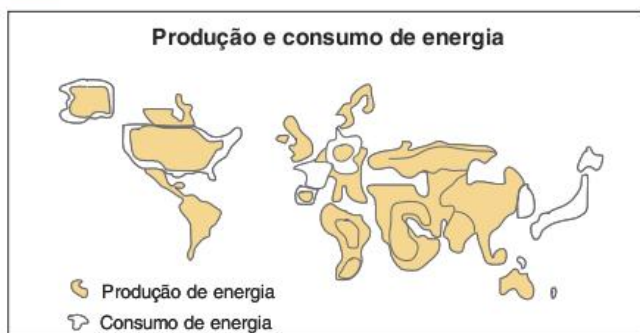 Produção e consumo de energia
Produção de energia
Consumo de energia